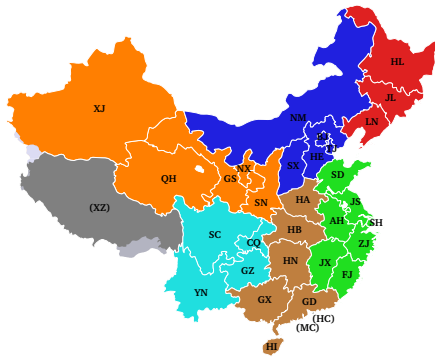 HL
XJ
JL
NM
LN
BJ
TJ
HE
SX
NX
SD
QH
GS
(XZ)
SN
HA
JS
AH
SH
HB
SC
CQ
ZJ
HN
JX
GZ
FJ
YN
GX
GD
(HC)
(MC)
HI